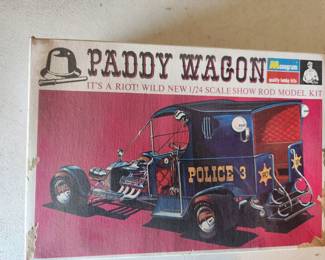 PADDY WAGON
Monogram
quality hobby kits
IT'S A RIOT! WILD NEW 1/24 SCALE SHOW ROD MODEL KIT
POLICE 3